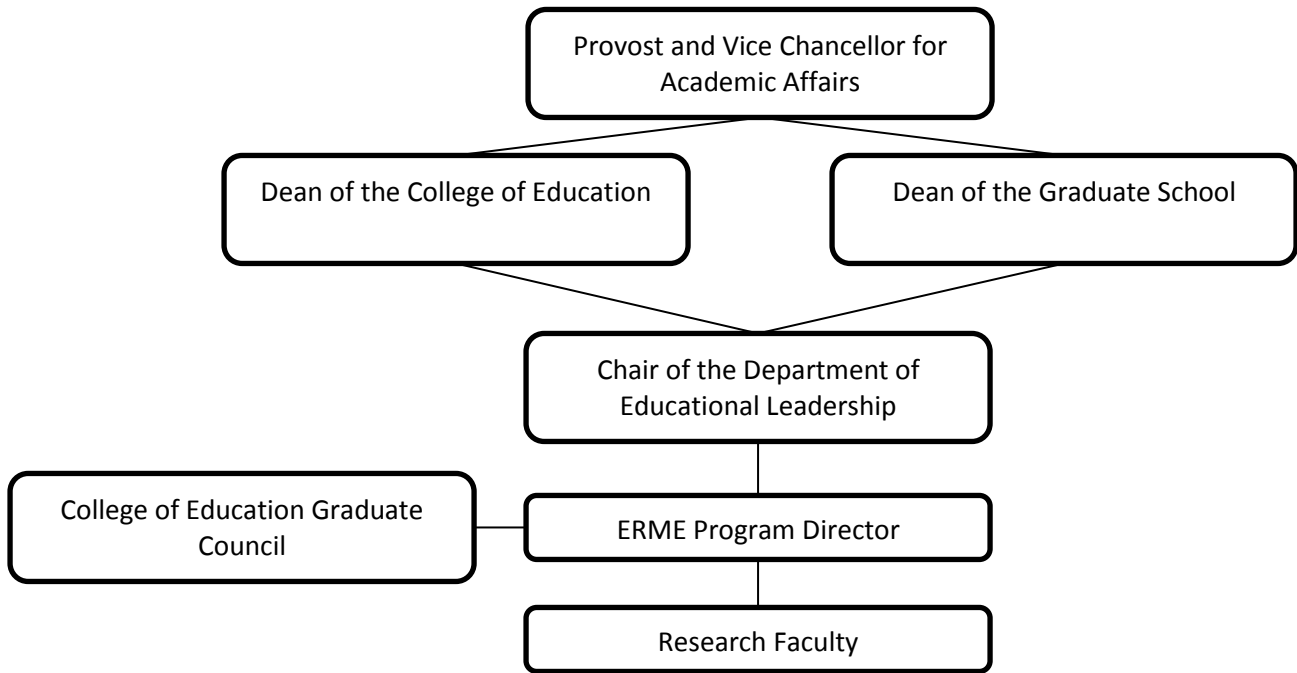 Provost and Vice Chancellor for
Academic Affairs
Dean of the College of Education
Dean of the Graduate School
Chair of the Department of
Educational Leadership
College of Education Graduate
Council
ERME Program Director
Research Faculty